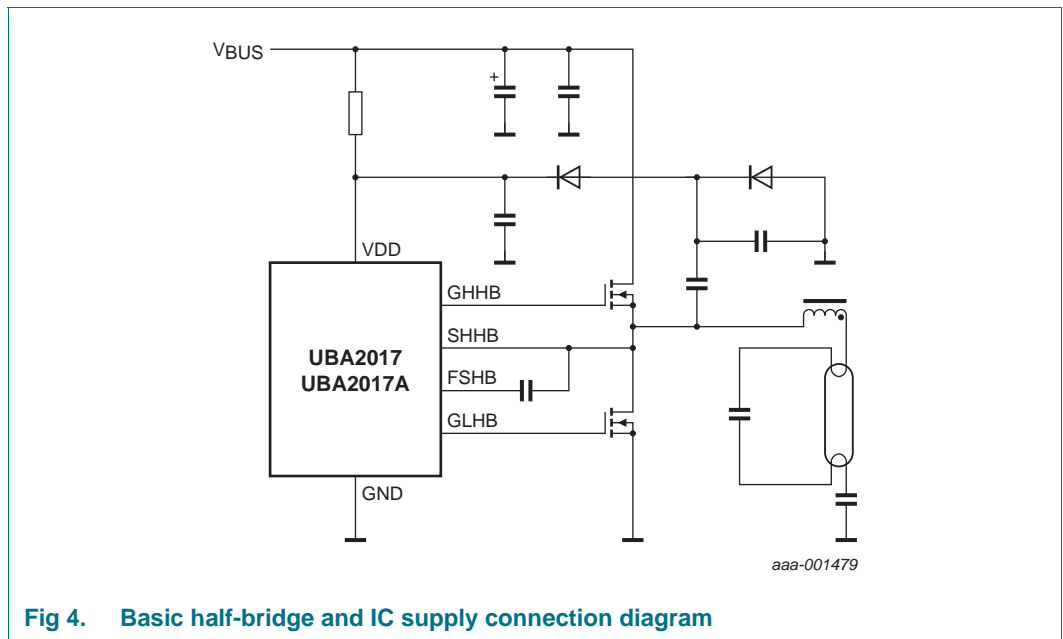 VBUS
+
VDD
GHHB
SHHB
UBA2017
UBA2017A
FSHB
GLHB
GND
aaa-001479
Fig 4. Basic half-bridge and IC supply connection diagram